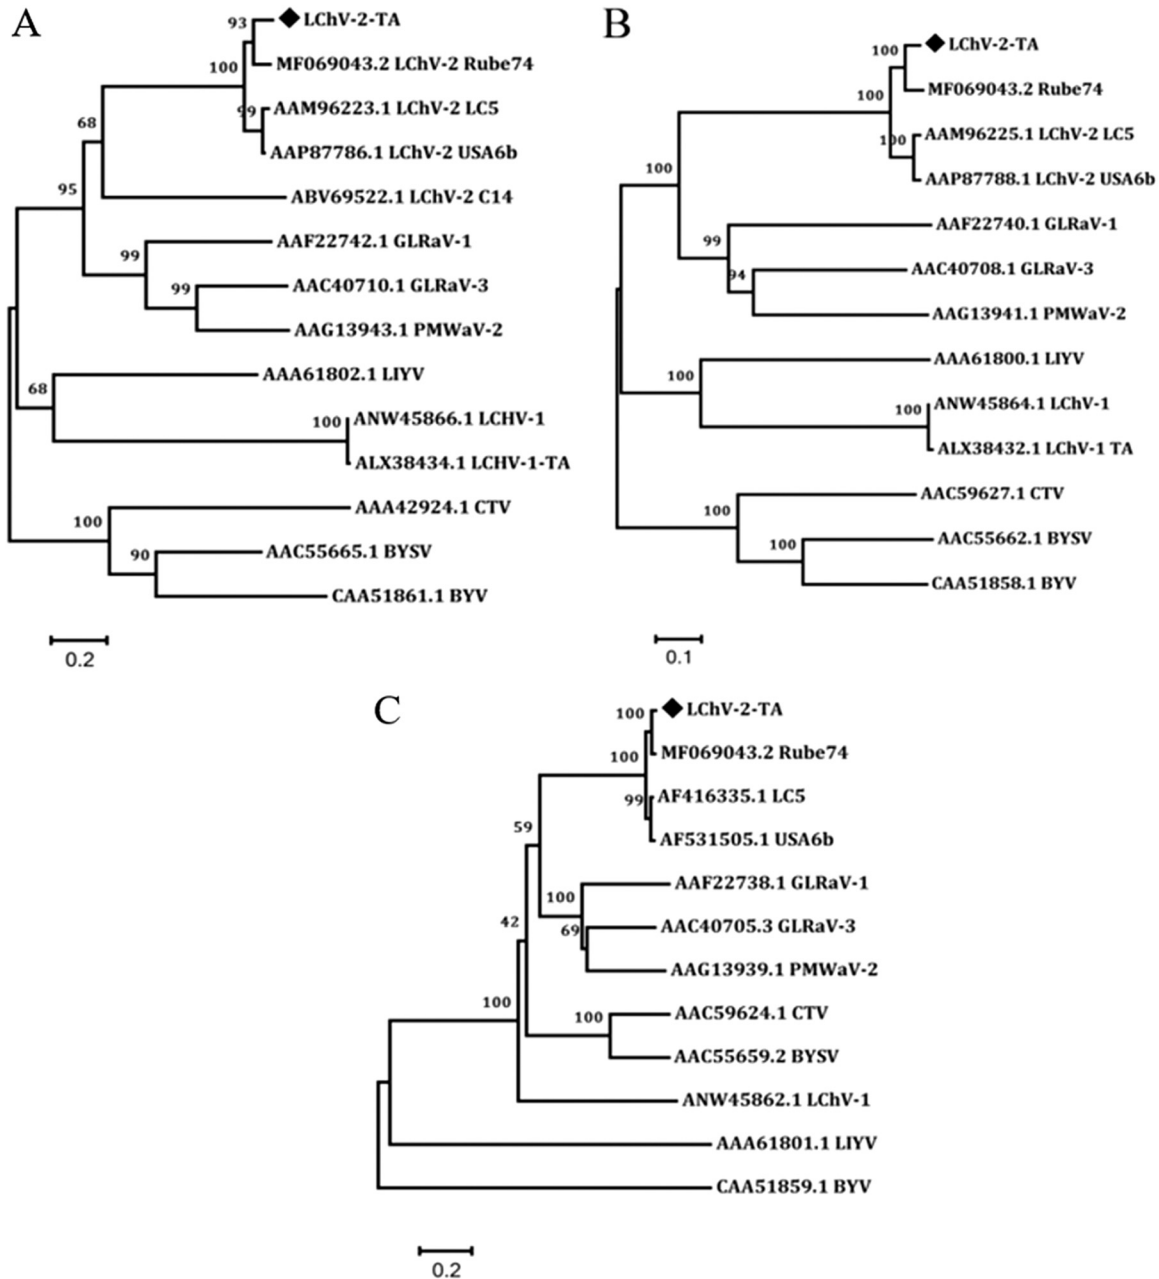 A
93
LChV-2-TA
MF069043.2 LChV-2 Rube74
100
99
AAM96223.1 LChV-2 LC5
AAP87786.1 LChV-2 USA6b
68
ABV69522.1 LChV-2 C14
95
AAF22742.1 GLRaV-1
99
AAC40710.1 GLRaV-3
99
AAG13943.1 PMWaV-2
AAA61802.1 LIYV
68
ANW45866.1 LCHV-1
100
ALX38434.1 LCHV-1-TA
AAA42924.1 CTV
100
AAC55665.1 BYSV
90
CAA51861.1 BYV
0.2
B
LChV-2-TA
100
MF069043.2 Rube74
100
AAM96225.1 LChV-2 LC5
100
AAP87788.1 LChV-2 USA6b
100
AAF22740.1 GLRaV-1
99
AAC40708.1 GLRaV-3
94
AAG13941.1 PMWaV-2
AAA61800.1 LIYV
100
ANW45864.1 LChV-1
100
ALX38432.1 LChV-1 TA
AAC59627.1 CTV
100
AAC55662.1 BYSV
100
CAA51858.1 BYV
0.1
C
LChV-2-TA
100
MF069043.2 Rube74
100
AF416335.1 LC5
99
AF531505.1 USA6b
59
AAF22738.1 GLRaV-1
100
AAC40705.3 GLRaV-3
69
42
AAG13939.1 PMWaV-2
100
AAC59624.1 CTV
100
AAC55659.2 BYSV
ANW45862.1 LChV-1
AAA61801.1 LIYV
CAA51859.1 BYV
0.2